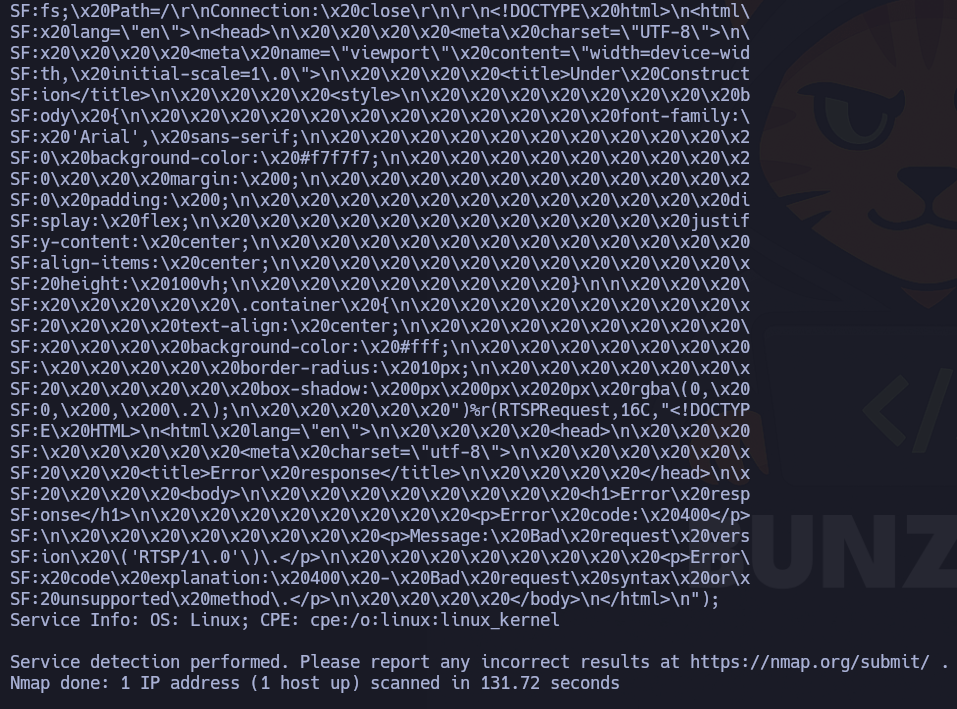 SF:fs;\x20Path=/\r\nConnection:\x20close\r\n\r\n<!DOCTYPE\x20html>\n<html\
SF:x20lang=\"en\">\n<head>\n\x20\x20\x20\x20<meta\x20charset=\"UTF-8\">\n\
SF:x20\x20\x20\x20<meta\x20name=\"viewport\"\x20content=\"width=device-wid
SF:th,\x20initial-scale=1\.0\">\n\x20\x20\x20\x20<title>Under\x20Construct
SF:ion</title>\n\x20\x20\x20\x20<style>\n\x20\x20\x20\x20\x20\x20\x20\x20b
SF:ody\x20{\n\x20\x20\x20\x20\x20\x20\x20\x20\x20\x20\x20\x20font-family:\
SF:x20'Arial',\x20sans-serif;\n\x20\x20\x20\x20\x20\x20\x20\x20\x20\x20\x2
SF:0\x20background-color:\x20#f7f7f7;\n\x20\x20\x20\x20\x20\x20\x20\x20\x2
SF:0\x20\x20\x20margin:\x200;\n\x20\x20\x20\x20\x20\x20\x20\x20\x20\x20\x2
SF:0\x20padding:\x200;\n\x20\x20\x20\x20\x20\x20\x20\x20\x20\x20\x20\x20di
SF:splay:\x20flex;\n\x20\x20\x20\x20\x20\x20\x20\x20\x20\x20\x20\x20justif
SF:y-content:\x20center;\n\x20\x20\x20\x20\x20\x20\x20\x20\x20\x20\x20\x20
SF:align-items:\x20center;\n\x20\x20\x20\x20\x20\x20\x20\x20\x20\x20\x20\x
SF:20height:\x20100vh;\n\x20\x20\x20\x20\x20\x20\x20\x20}\n\n\x20\x20\x20\
SF:x20\x20\x20\x20\x20\.container\x20{\n\x20\x20\x20\x20\x20\x20\x20\x20\x
SF:20\x20\x20\x20text-align:\x20center;\n\x20\x20\x20\x20\x20\x20\x20\x20\
SF:x20\x20\x20\x20background-color:\x20#fff;\n\x20\x20\x20\x20\x20\x20\x20
SF:\x20\x20\x20\x20\x20border-radius:\x2010px;\n\x20\x20\x20\x20\x20\x20\x
SF:20\x20\x20\x20\x20\x20box-shadow:\x200px\x200px\x2020px\x20rgba\(0,\x20
SF:0,\x200,\x200\.2\);\n\x20\x20\x20\x20\x20")%r(RTSPRequest,16C,"<!DOCTYP
SF:E\x20HTML>\n<html\x20lang=\"en\">\n\x20\x20\x20\x20<head>\n\x20\x20\x20
SF:\x20\x20\x20\x20\x20<meta\x20charset=\"utf-8\">\n\x20\x20\x20\x20\x20\x
SF:20\x20\x20<title>Error\x20response</title>\n\x20\x20\x20\x20</head>\n\x
SF:20\x20\x20\x20<body>\n\x20\x20\x20\x20\x20\x20\x20\x20<h1>Error\x20resp
SF:onse</h1>\n\x20\x20\x20\x20\x20\x20\x20\x20<p>Error\x20code:\x20400</p>
SF:\n\x20\x20\x20\x20\x20\x20\x20\x20<p>Message:\x20Bad\x20request\x20vers
SF:ion\x20\('RTSP/1\.0'\)\.</p>\n\x20\x20\x20\x20\x20\x20\x20\x20<p>Error\
SF:x20code\x20explanation:\x20400\x20-\x20Bad\x20request\x20syntax\x20or\x
SF:20unsupported\x20method\.</p>\n\x20\x20\x20\x20</body>\n</html>\n");
Service Info: OS: Linux; CPE: cpe:/o:linux:linux_kernel
Service detection performed. Please report any incorrect results at https://nmap.org/submit/ .
Nmap done: 1 IP address (1 host up) scanned in 131.72 seconds